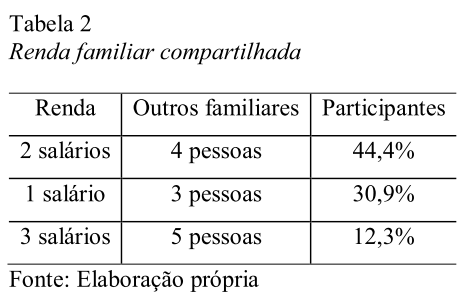 Tabela 2
Renda familiar compartilhada
Renda Outros familiares Participantes
2 salários 4 pessoas 44,4%
1 salário 3 pessoas 30,9%
3 salários 5 pessoas 12,3%
Fonte: Elaboração própria